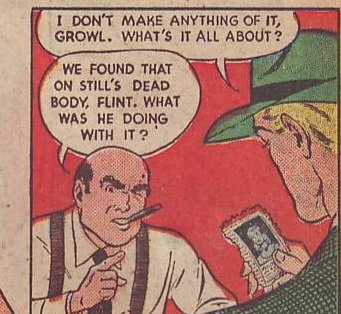 I DON'T MAKE ANYTHING OF IT,
GROWL. WHAT'S IT ALL ABOUT?
WE FOUND THAT
ON STILL'S DEAD
BODY, FLINT. WHAT
WAS HE DOING
WITH IT?